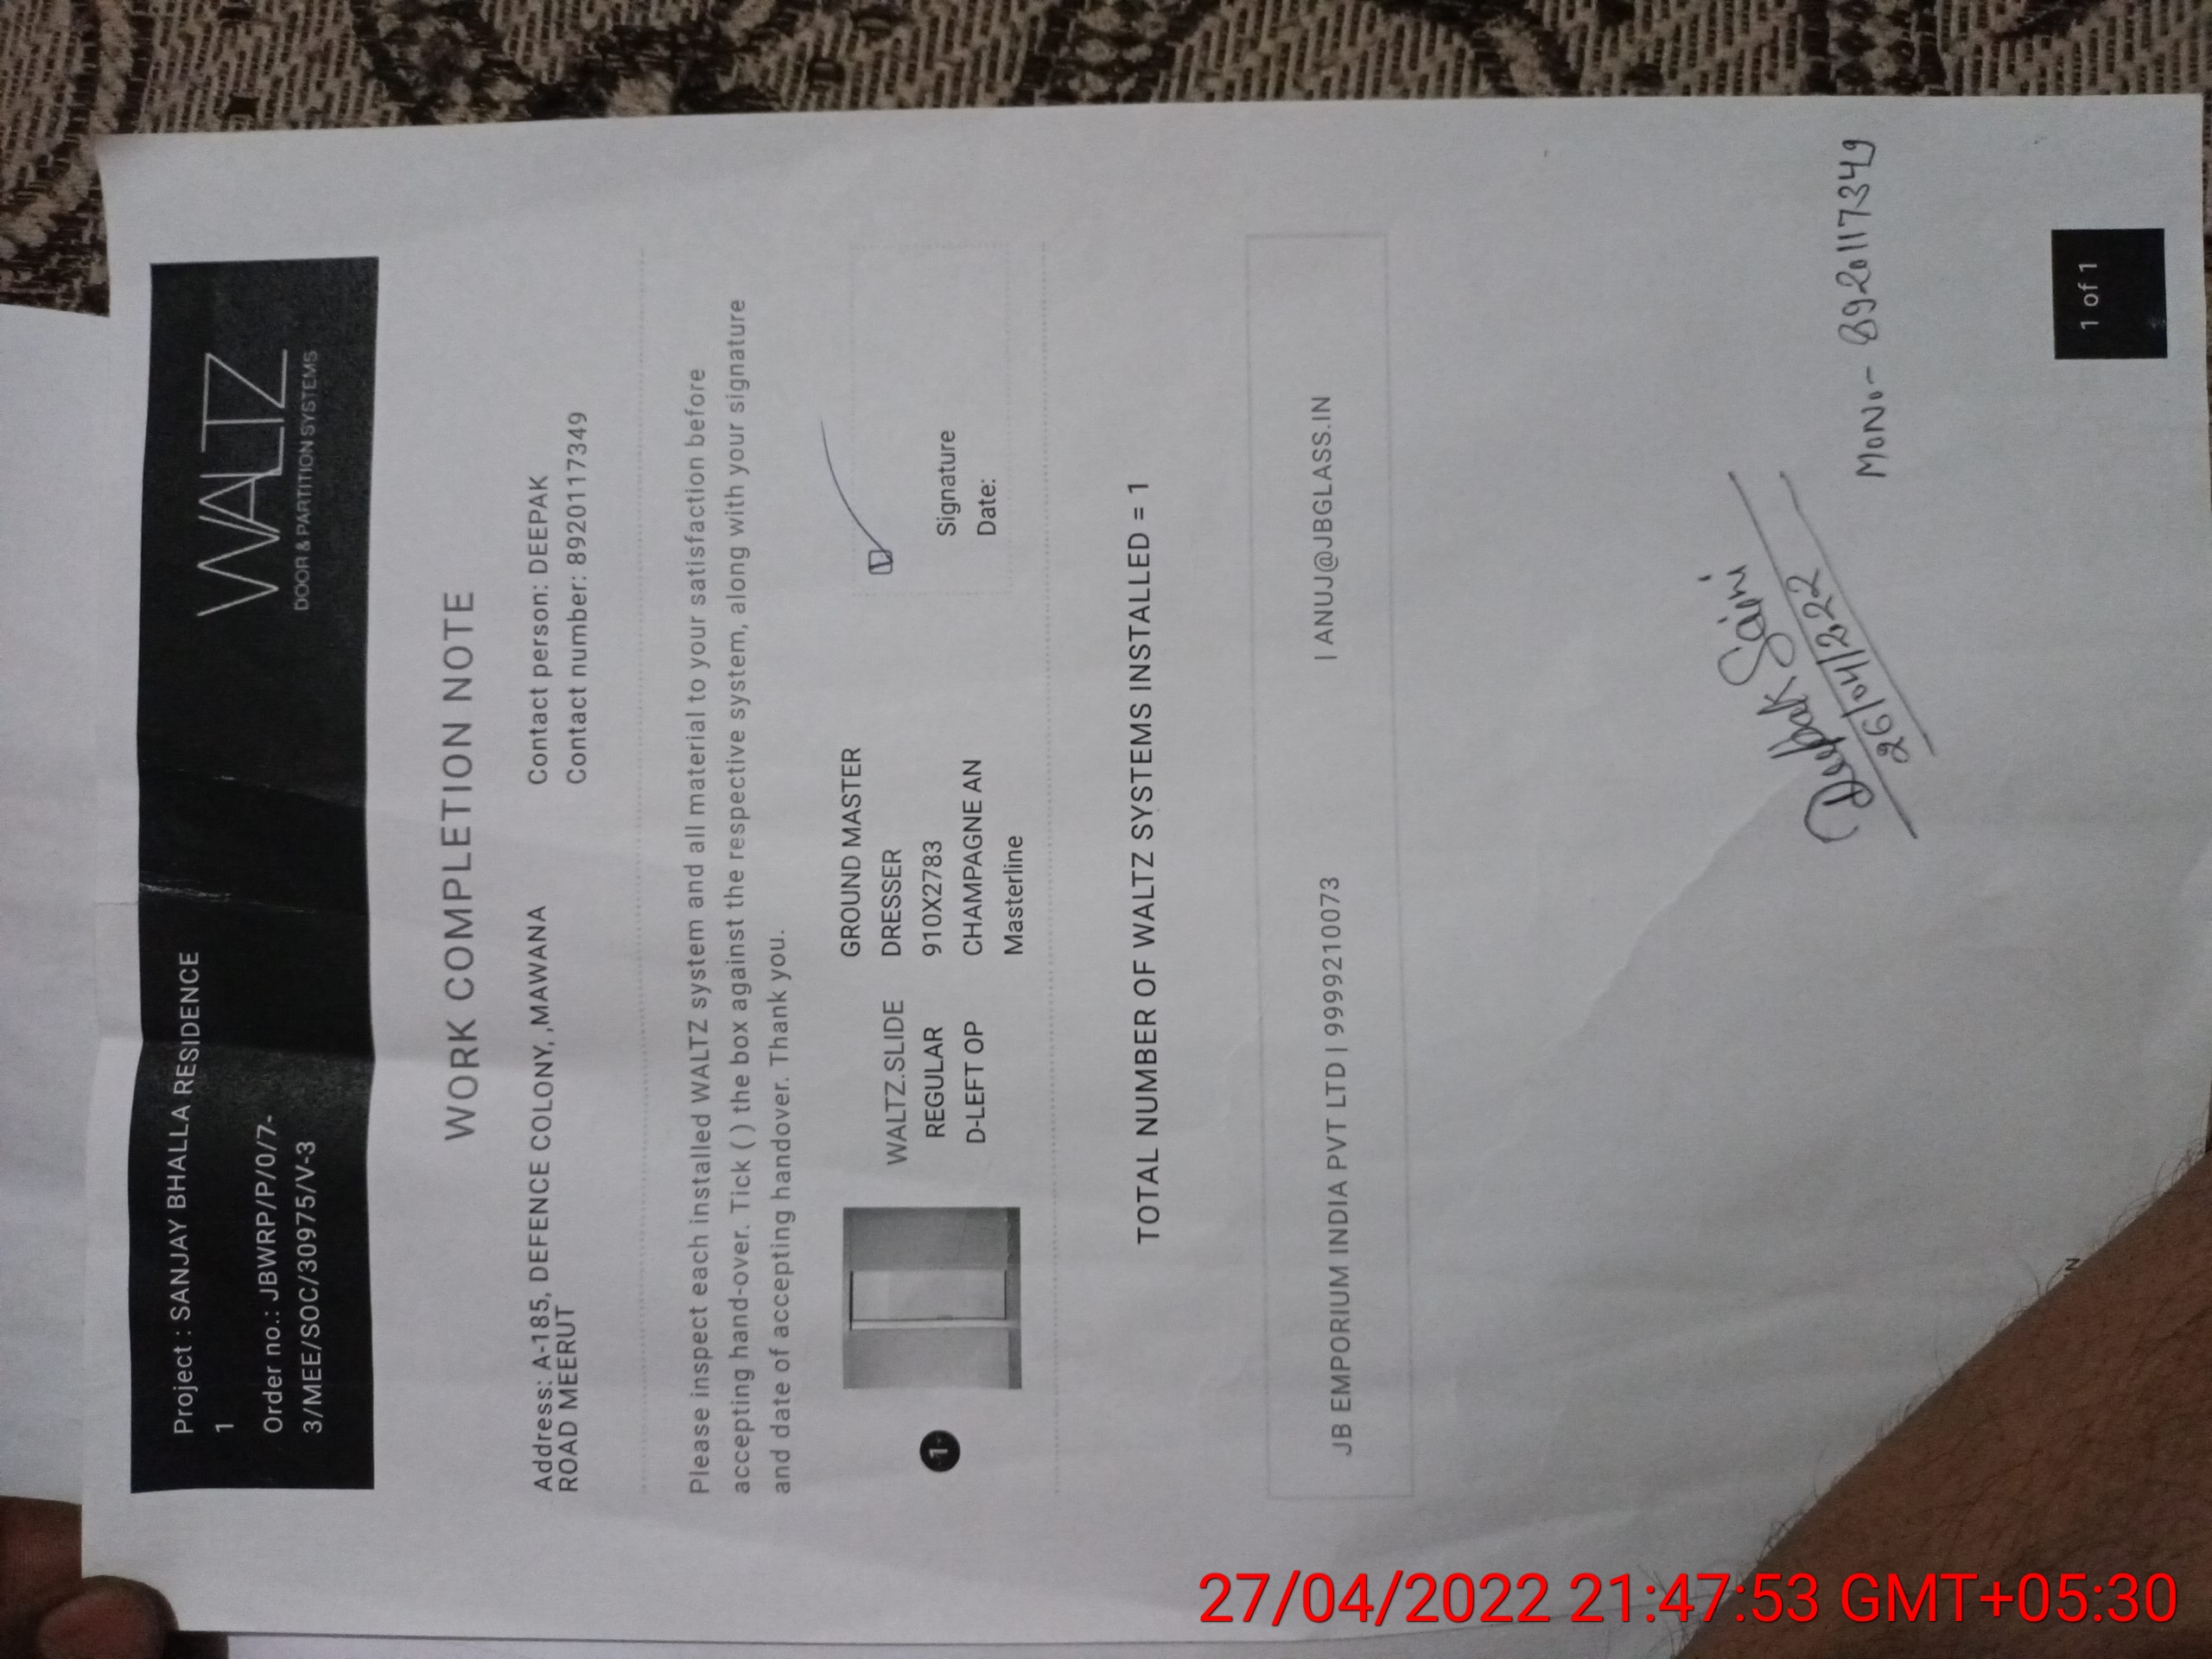 Project : SANJAY BHALLA RESIDENCE
1
Order no.: JBWRP/P/0/7-
3/MEE/SOC/30975/V-3
WALTZ
DOOR & PARTITION SYSTEMS
WORK COMPLETION NOTE
Address: A-185, DEFENCE COLONY, ,MAWANA
ROAD MEERUT
Contact person: DEEPAK
Contact number: 8920117349
Please inspect each installed WALTZ system and all material to your satisfaction before
accepting hand-over. Tick ( ) the box against the respective system, along with your signature
and date of accepting handover. Thank you.
1
WALTZ.SLIDE
REGULAR
D-LEFT OP
GROUND MASTER
DRESSER
910X2783
CHAMPAGNE AN
Masterline
Signature
Date:
TOTAL NUMBER OF WALTZ SYSTEMS INSTALLED = 1
JB EMPORIUM INDIA PVT LTD | 9999210073 | ANUJ@JBGLASS.IN
Deepak Saini
26/04/2022
MoNo - 8920117349
1 of 1
27/04/2022 21:47:53 GMT+05:30